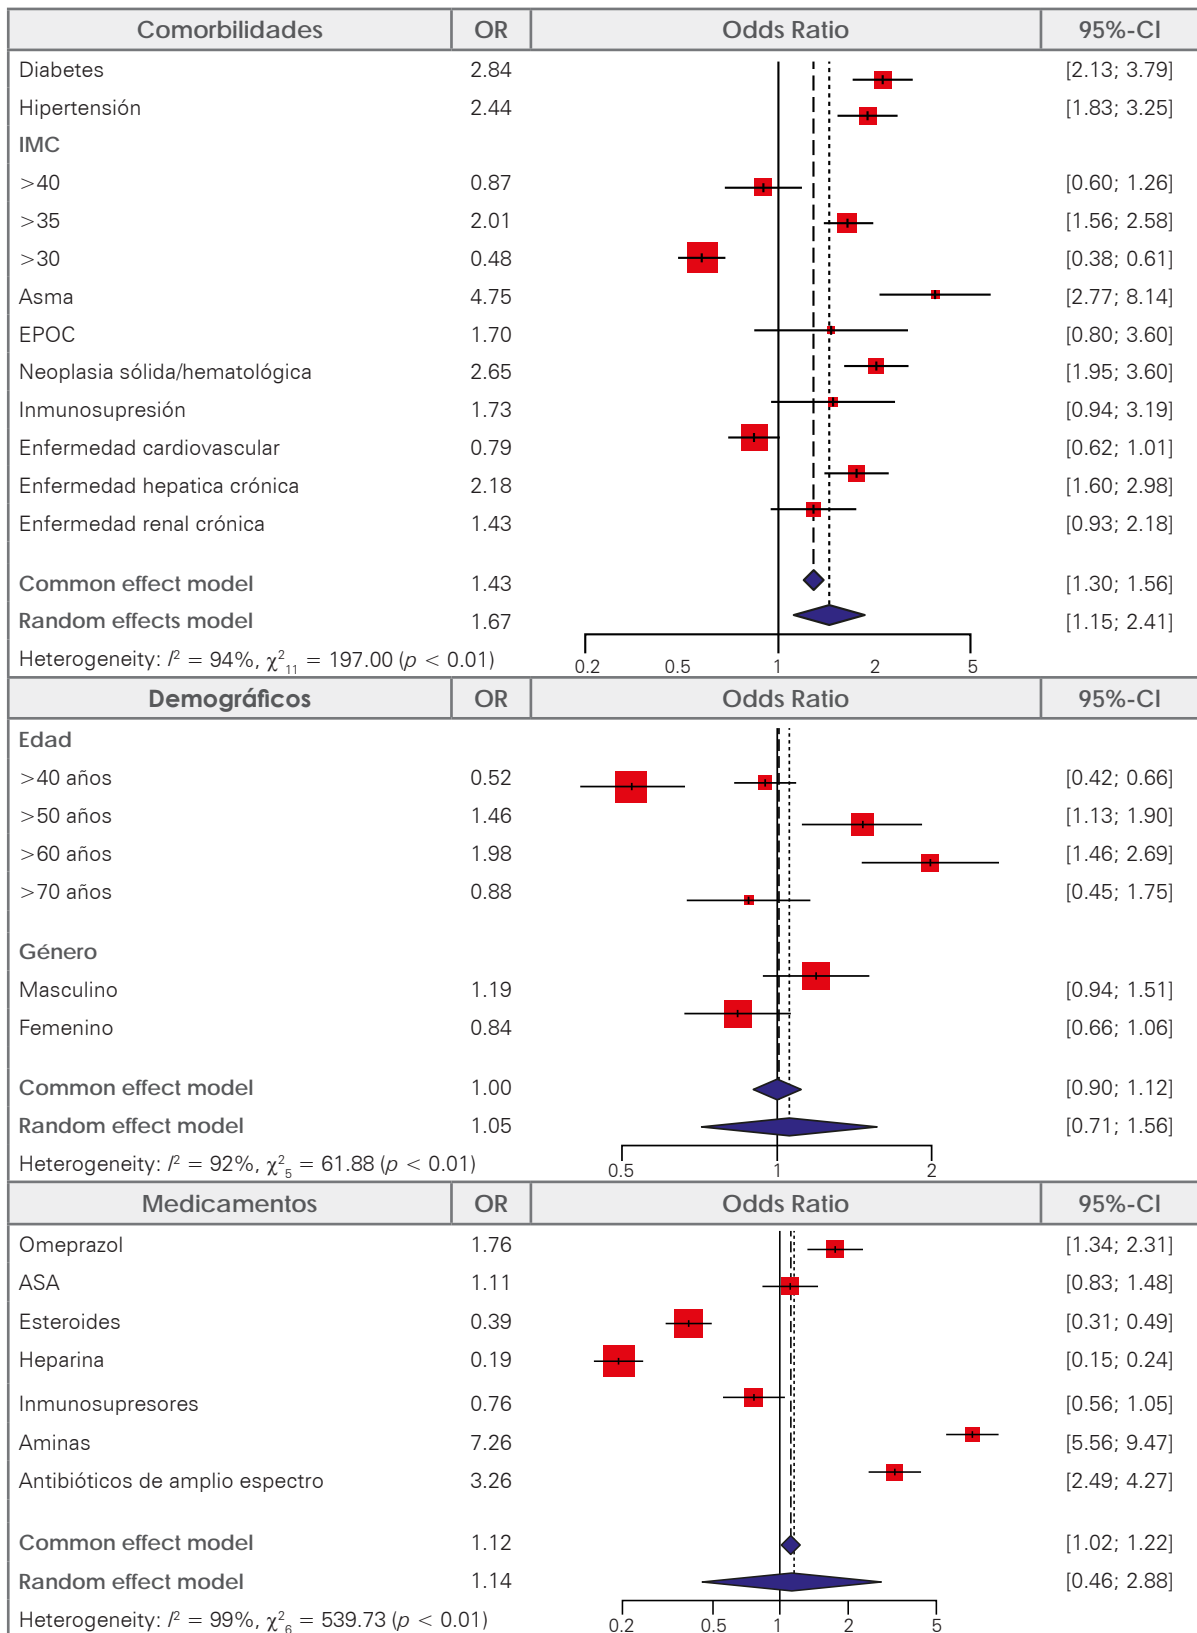 Comorbilidades OR Odds Ratio 95%-CI
Diabetes 2.84 [2.13; 3.79]
Hipertensión 2.44 [1.83; 3.25]
IMC
>40 0.87 [0.60; 1.26]
>35 2.01 [1.56; 2.58]
>30 0.48 [0.38; 0.61]
Asma 4.75 [2.77; 8.14]
EPOC 1.70 [0.80; 3.60]
Neoplasia sólida/hematológica 2.65 [1.95; 3.60]
Inmunosupresión 1.73 [0.94; 3.19]
Enfermedad cardiovascular 0.79 [0.62; 1.01]
Enfermedad hepatica crónica 2.18 [1.60; 2.98]
Enfermedad renal crónica 1.43 [0.93; 2.18]
Common effect model 1.43 [1.30; 1.56]
Random effects model 1.67 [1.15; 2.41]
Heterogeneity: I² = 94%, χ²₁₁ = 197.00 (p < 0.01) 0.2 0.5 1 2 5
Demográficos OR Odds Ratio 95%-CI
Edad
>40 años 0.52 [0.42; 0.66]
>50 años 1.46 [1.13; 1.90]
>60 años 1.98 [1.46; 2.69]
>70 años 0.88 [0.45; 1.75]
Género
Masculino 1.19 [0.94; 1.51]
Femenino 0.84 [0.66; 1.06]
Common effect model 1.00 [0.90; 1.12]
Random effect model 1.05 [0.71; 1.56]
Heterogeneity: I² = 92%, χ²₅ = 61.88 (p < 0.01) 0.5 1 2
Medicamentos OR Odds Ratio 95%-CI
Omeprazol 1.76 [1.34; 2.31]
ASA 1.11 [0.83; 1.48]
Esteroides 0.39 [0.31; 0.49]
Heparina 0.19 [0.15; 0.24]
Inmunosupresores 0.76 [0.56; 1.05]
Aminas 7.26 [5.56; 9.47]
Antibióticos de amplio espectro 3.26 [2.49; 4.27]
Common effect model 1.12 [1.02; 1.22]
Random effect model 1.14 [0.46; 2.88]
Heterogeneity: I² = 99%, χ²₆ = 539.73 (p < 0.01) 0.2 0.5 1 2 5